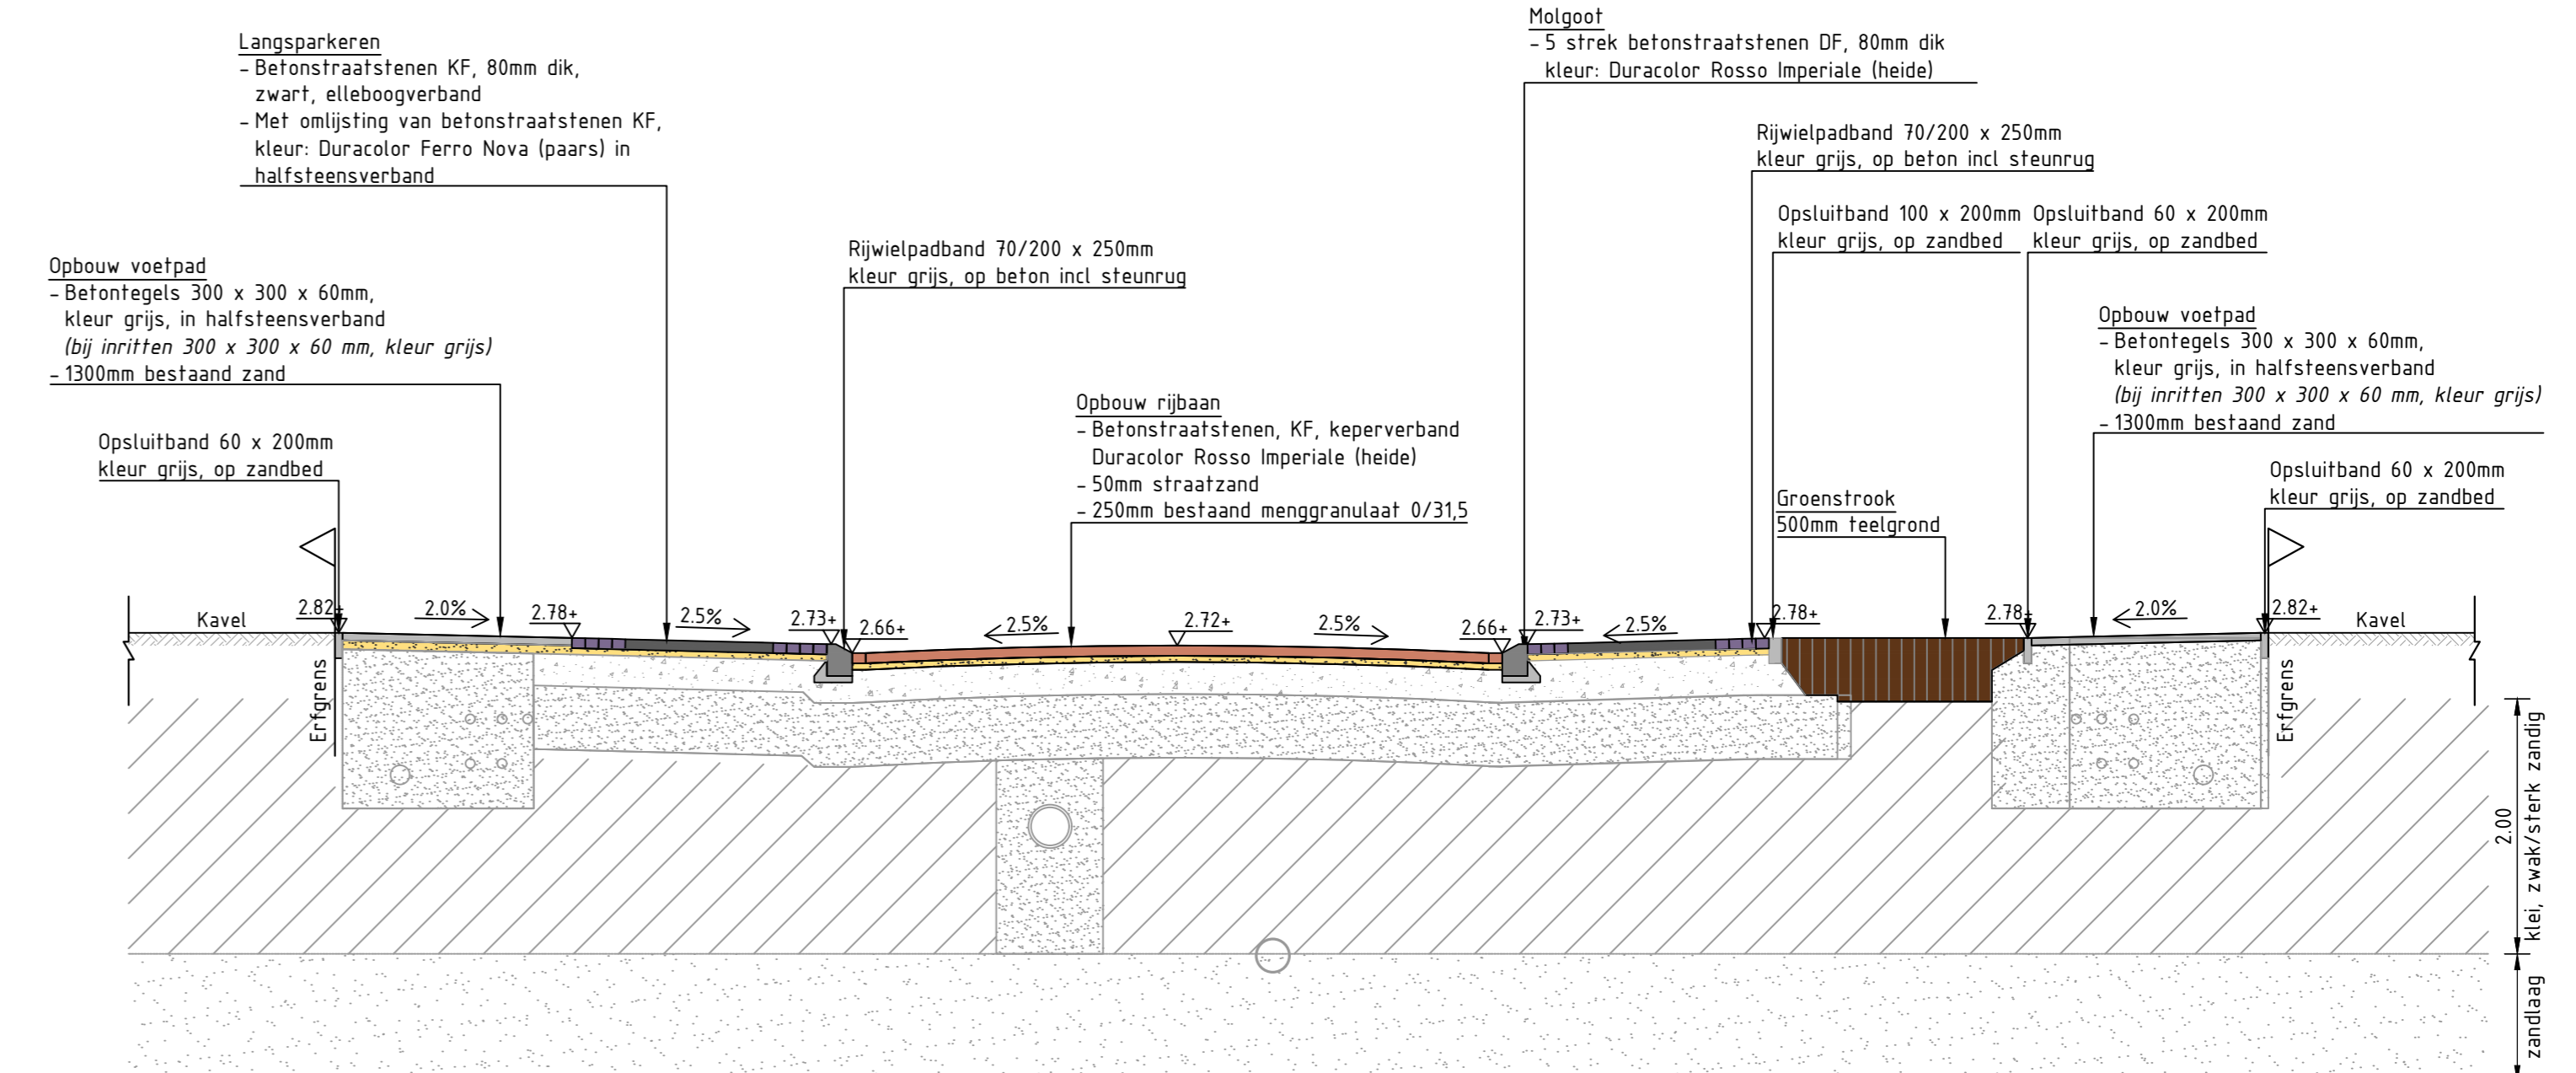 Molgoot
- 5 strek betonstraatstenen DF, 80mm dik
kleur: Duracolor Rosso Imperiale (heide)
Langsparkeren
- Betonstraatstenen KF, 80mm dik,
zwart, elleboogverband
- Met omlijsting van betonstraatstenen KF,
kleur: Duracolor Ferro Nova (paars) in
halfsteensverband
Rijwielpadband 70/200 x 250mm
kleur grijs, op beton incl steunrug
Opsluitband 100 x 200mm
kleur grijs, op zandbed
Opsluitband 60 x 200mm
kleur grijs, op zandbed
Rijwielpadband 70/200 x 250mm
kleur grijs, op beton incl steunrug
Opbouw voetpad
- Betontegels 300 x 300 x 60mm,
kleur grijs, in halfsteensverband
(bij inritten 300 x 300 x 60 mm, kleur grijs)
- 1300mm bestaand zand
Opbouw voetpad
- Betontegels 300 x 300 x 60mm,
kleur grijs, in halfsteensverband
(bij inritten 300 x 300 x 60 mm, kleur grijs)
- 1300mm bestaand zand
Opbouw rijbaan
- Betonstraatstenen, KF, keperverband
Duracolor Rosso Imperiale (heide)
- 50mm straatzand
- 250mm bestaand menggranulaat 0/31,5
Opsluitband 60 x 200mm
kleur grijs, op zandbed
Opsluitband 60 x 200mm
kleur grijs, op zandbed
Groenstrook
500mm teelgrond
Kavel
2.82+
2.0%
2.78+
2.5%
2.73+
2.66+
2.5%
2.72+
2.5%
2.66+
2.73+
2.5%
2.78+
2.78+
2.0%
2.82+
Kavel
Erfgrens
Erfgrens
2.00
klei, zwak/sterk zandig
zandlaag